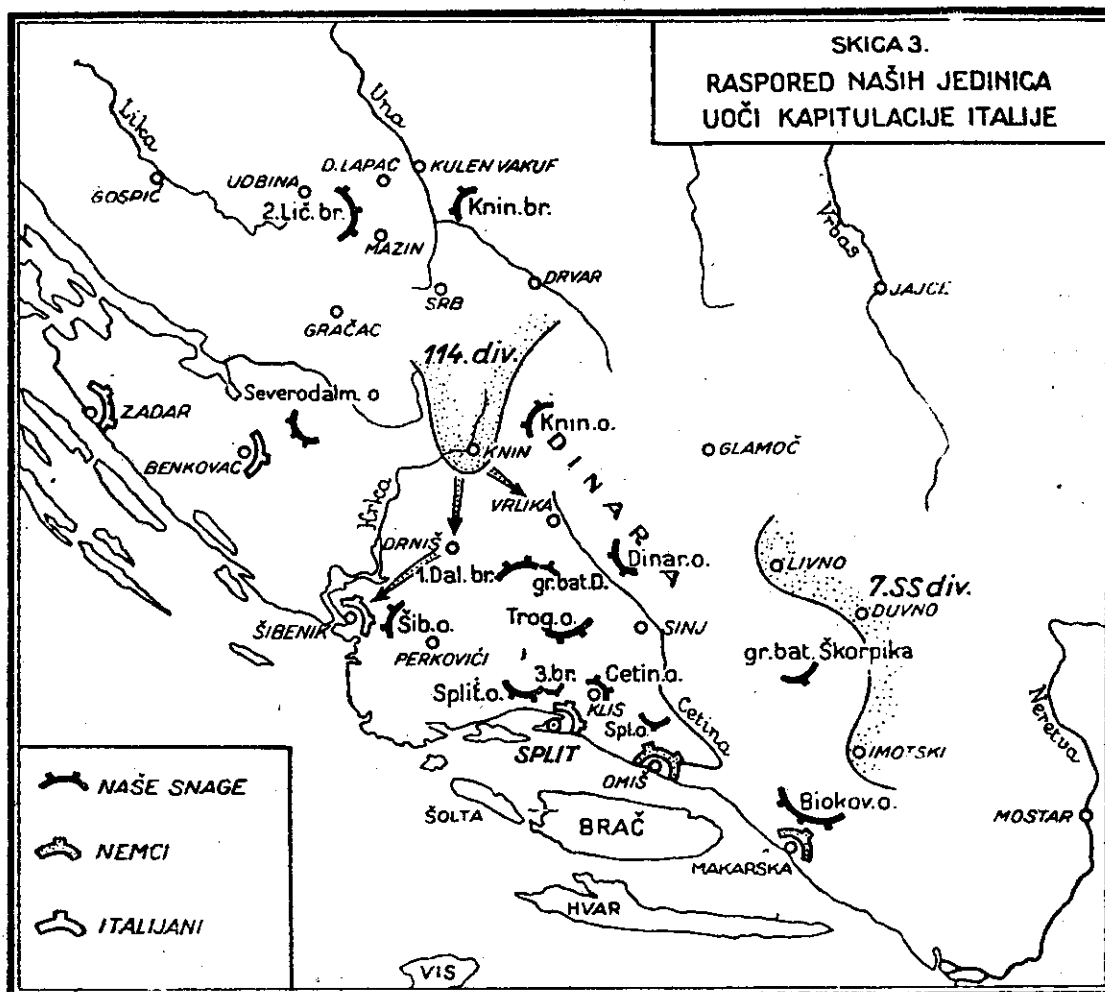 SKICA 3.
RASPORED NAŠIH JEDINICA
UOČI KAPITULACIJE ITALIJE
Lika
Una
Vrbas
GOSPIĆ
UDBINA
D.LAPAC
KULEN VAKUF
2.Lič.br.
Knin.br.
MAZIN
DRVAR
SRB
JAJCE
GRAČAC
114.div.
Severodalm.o
ZADAR
BENKOVAC
Knin.o.
KNIN
GLAMOČ
DINARA
Krka
VRLIKA
DRNIŠ
1.Dal.br.
gr.bat.D.
Dinar.o.
LIVNO
7.SS div.
DUVNO
ŠIBENIK
Šib.o.
PERKOVIĆI
Trog.o.
SINJ
gr.bat.Škorpika
Split.o.
3.br.
Cetin.o.
KLIS
Spl.o.
Cetina
Neretva
SPLIT
OMIŠ
IMOTSKI
Biokov.o.
MOSTAR
ŠOLTA
BRAČ
MAKARSKA
HVAR
VIS
NAŠE SNAGE
NEMCI
ITALIJANI